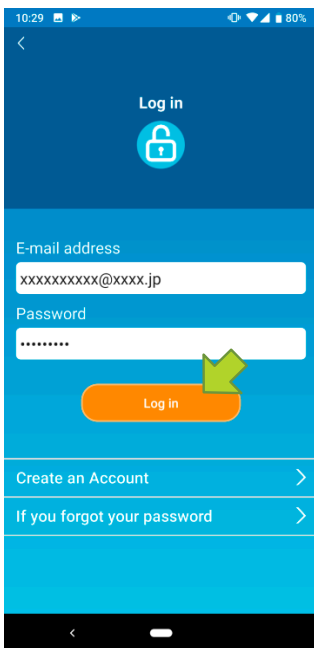 10:29 80%
Log in
E-mail address
xxxxxxxxxx@xxxx.jp
Password
•••••••••
Log in
Create an Account
If you forgot your password